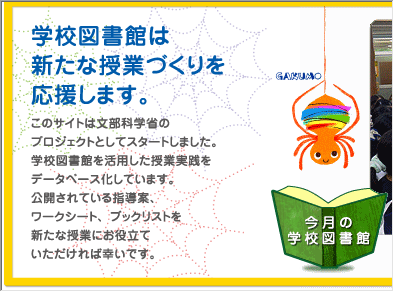 学校図書館は
新たな授業づくりを
応援します。
このサイトは文部科学省の
プロジェクトとしてスタートしました。
学校図書館を活用した授業実践を
データベース化しています。
公開されている指導案、
ワークシート、ブックリストを
新たな授業にお役立て
いただければ幸いです。
GAKUMO
今月の
学校図書館